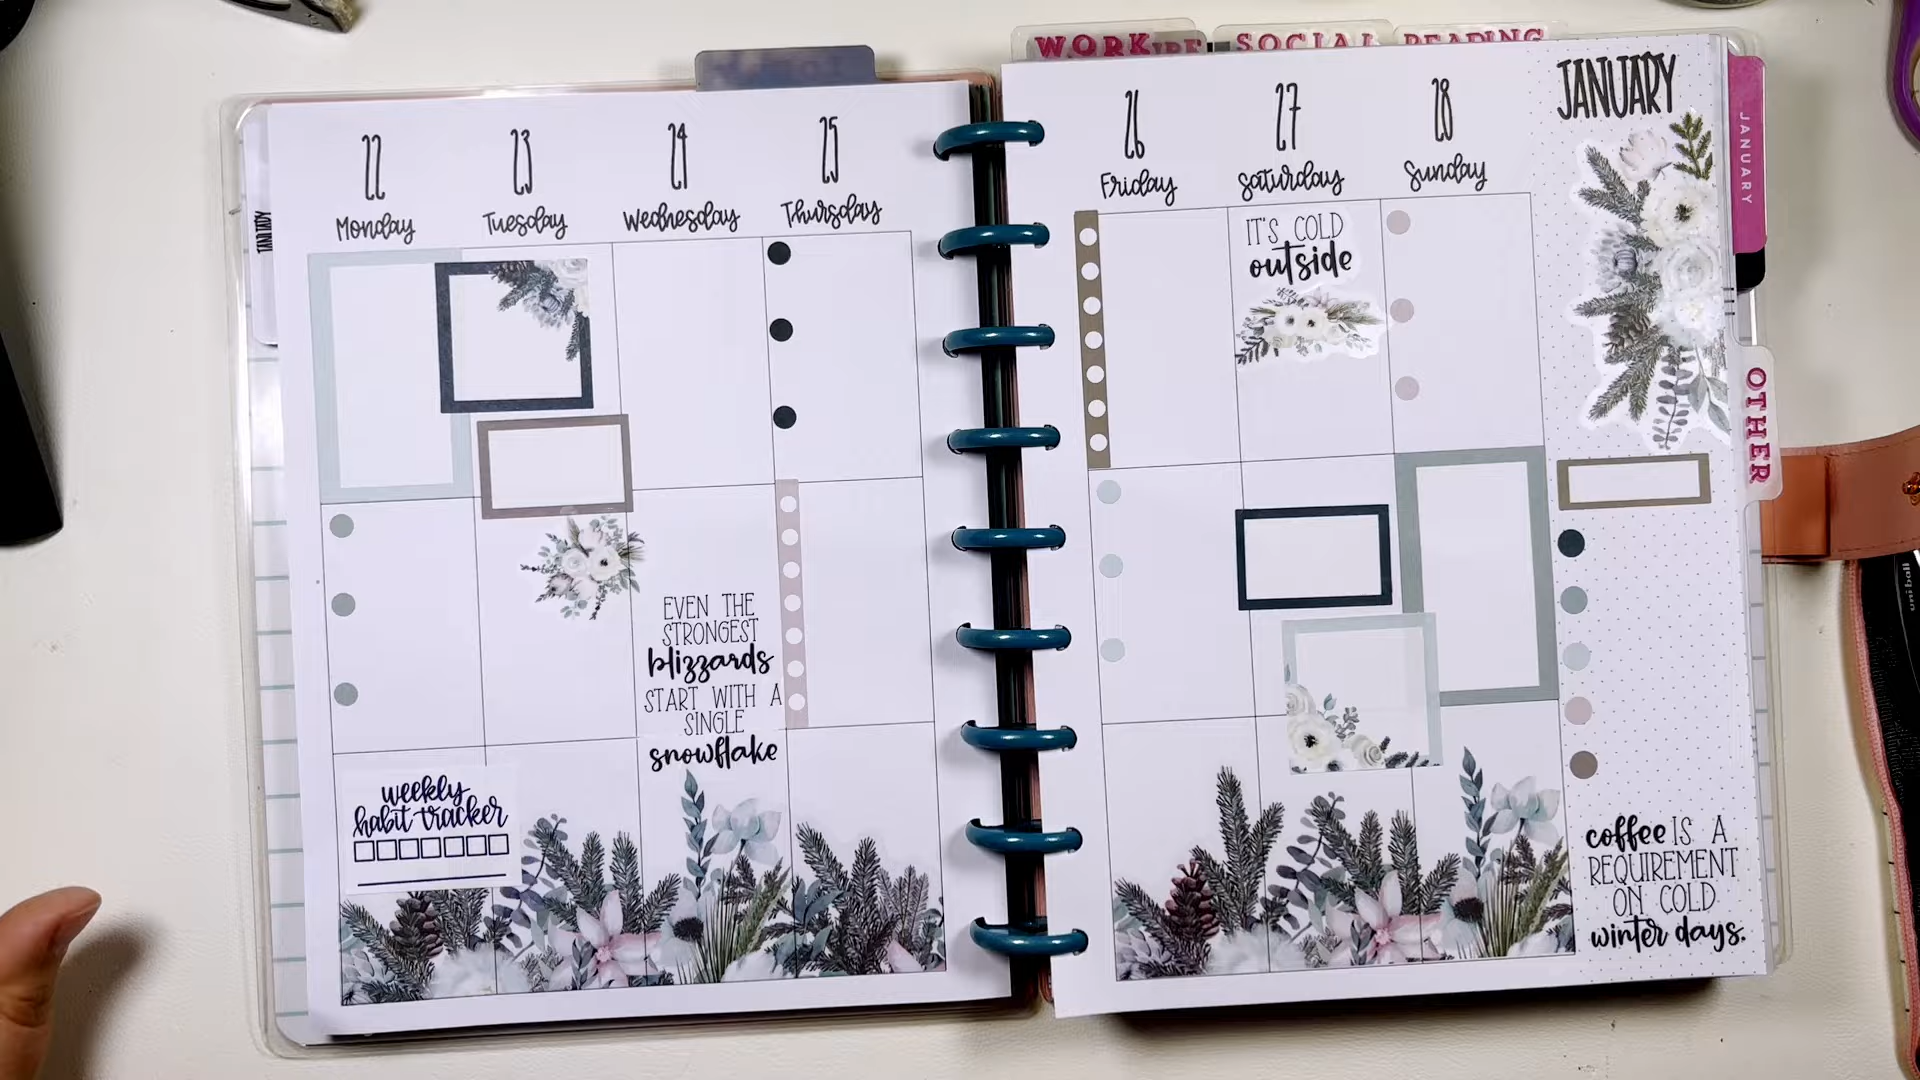 WORK
SOCIAL
READING
22
23
24
25
Monday
Tuesday
Wednesday
Thursday
EVEN THE
STRONGEST
blizzards
START WITH A
SINGLE
snowflake
weekly
habit tracker
26
27
28
JANUARY
Friday
Saturday
Sunday
IT'S COLD
outside
coffee IS A
REQUIREMENT
ON COLD
winter days.
JANUARY
OTHER